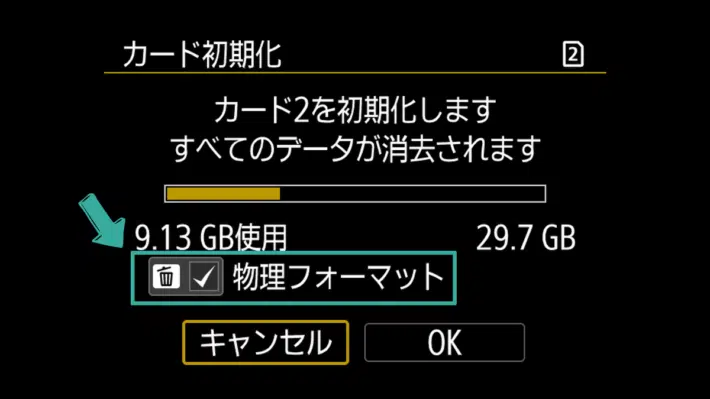 カード初期化 2
カード2を初期化します
すべてのデータが消去されます
9.13 GB使用 29.7 GB
物理フォーマット
キャンセル OK